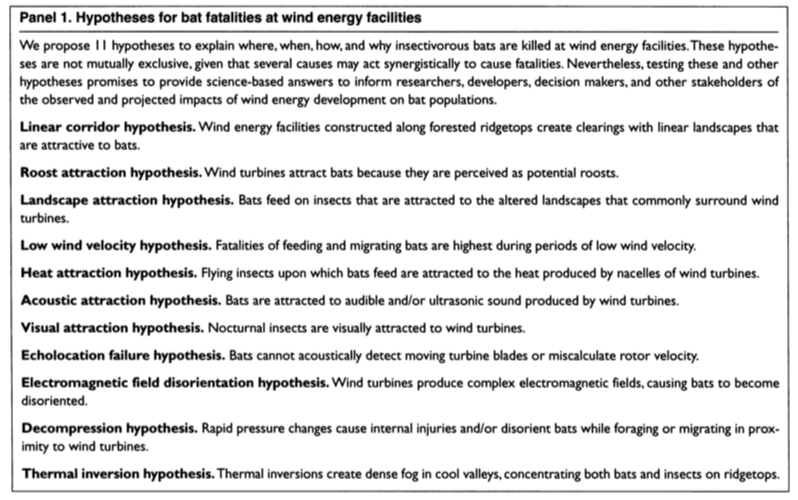 Panel 1. Hypotheses for bat fatalities at wind energy facilities
We propose 11 hypotheses to explain where, when, how, and why insectivorous bats are killed at wind energy facilities. These hypothe-
ses are not mutually exclusive, given that several causes may act synergistically to cause fatalities. Nevertheless, testing these and other
hypotheses promises to provide science-based answers to inform researchers, developers, decision makers, and other stakeholders of
the observed and projected impacts of wind energy development on bat populations.
Linear corridor hypothesis. Wind energy facilities constructed along forested ridgetops create clearings with linear landscapes that
are attractive to bats.
Roost attraction hypothesis. Wind turbines attract bats because they are perceived as potential roosts.
Landscape attraction hypothesis. Bats feed on insects that are attracted to the altered landscapes that commonly surround wind
turbines.
Low wind velocity hypothesis. Fatalities of feeding and migrating bats are highest during periods of low wind velocity.
Heat attraction hypothesis. Flying insects upon which bats feed are attracted to the heat produced by nacelles of wind turbines.
Acoustic attraction hypothesis. Bats are attracted to audible and/or ultrasonic sound produced by wind turbines.
Visual attraction hypothesis. Nocturnal insects are visually attracted to wind turbines.
Echolocation failure hypothesis. Bats cannot acoustically detect moving turbine blades or miscalculate rotor velocity.
Electromagnetic field disorientation hypothesis. Wind turbines produce complex electromagnetic fields, causing bats to become
disoriented.
Decompression hypothesis. Rapid pressure changes cause internal injuries and/or disorient bats while foraging or migrating in prox-
imity to wind turbines.
Thermal inversion hypothesis. Thermal inversions create dense fog in cool valleys, concentrating both bats and insects on ridgetops.